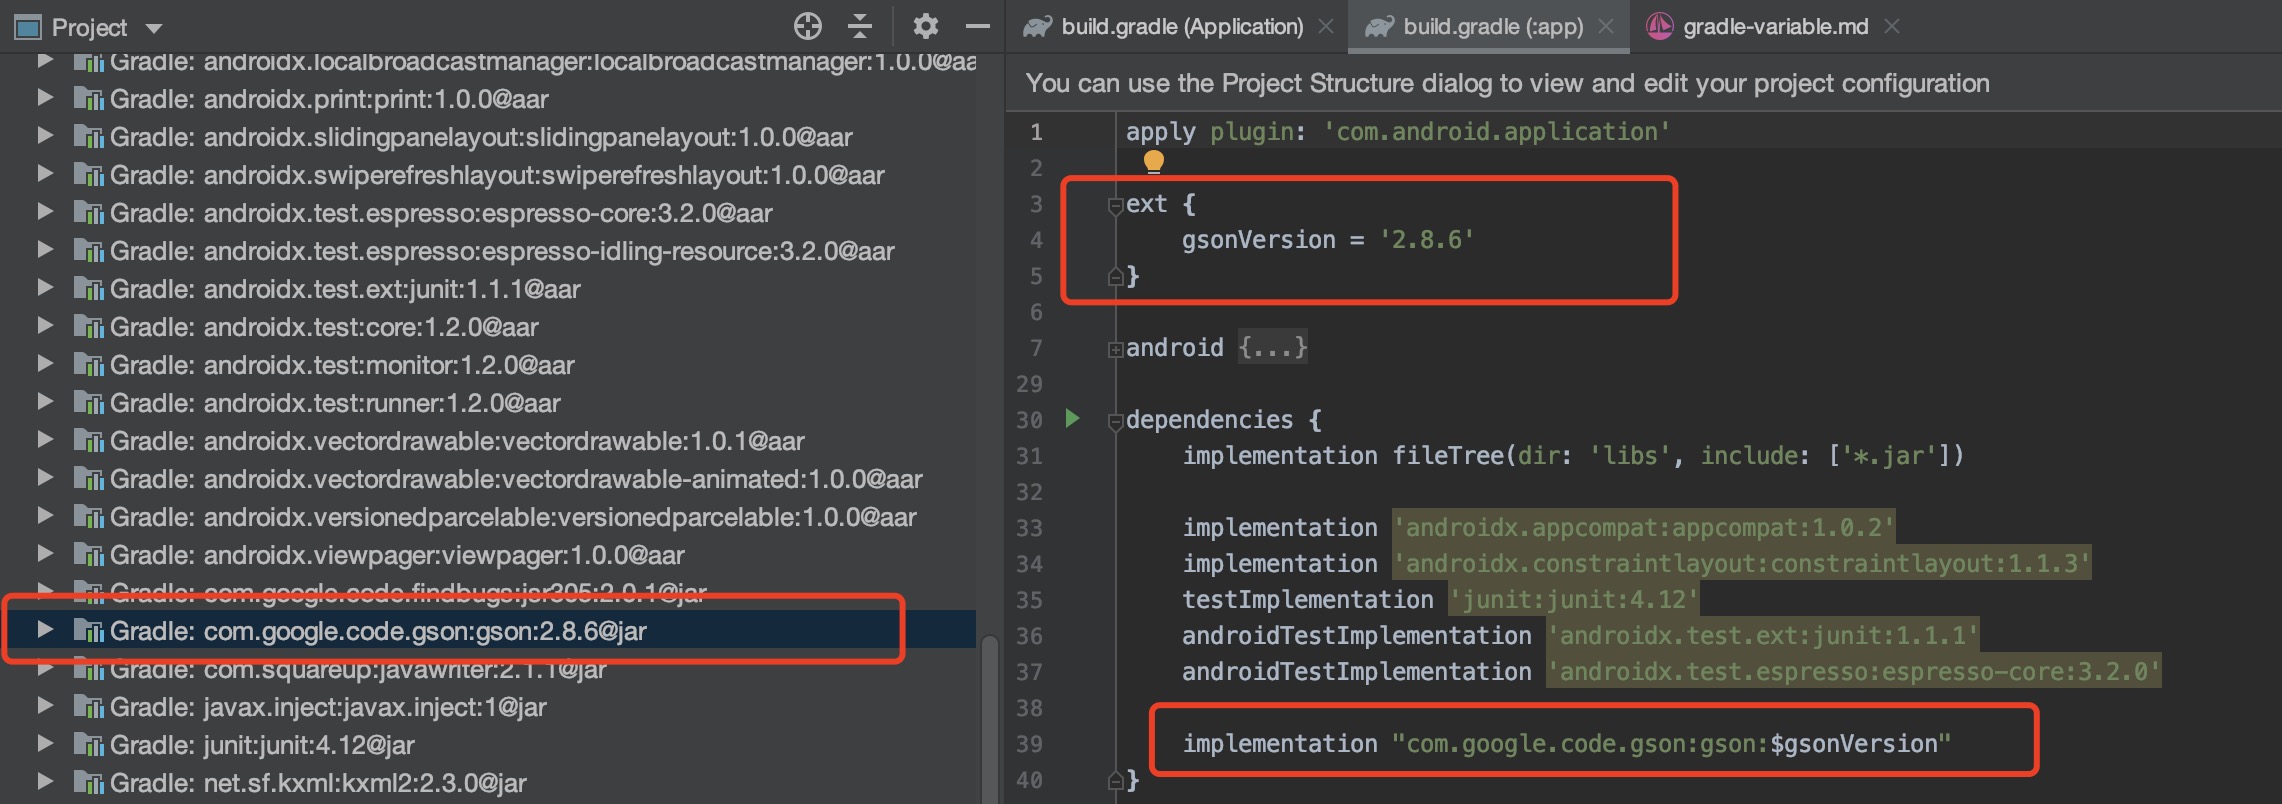 Project
Gradle: androidx.localbroadcastmanager:localbroadcastmanager:1.0.0@aa
Gradle: androidx.print:print:1.0.0@aar
Gradle: androidx.slidingpanelayout:slidingpanelayout:1.0.0@aar
Gradle: androidx.swiperefreshlayout:swiperefreshlayout:1.0.0@aar
Gradle: androidx.test.espresso:espresso-core:3.2.0@aar
Gradle: androidx.test.espresso:espresso-idling-resource:3.2.0@aar
Gradle: androidx.test.ext:junit:1.1.1@aar
Gradle: androidx.test:core:1.2.0@aar
Gradle: androidx.test:monitor:1.2.0@aar
Gradle: androidx.test:runner:1.2.0@aar
Gradle: androidx.vectordrawable:vectordrawable:1.0.1@aar
Gradle: androidx.vectordrawable:vectordrawable-animated:1.0.0@aar
Gradle: androidx.versionedparcelable:versionedparcelable:1.0.0@aar
Gradle: androidx.viewpager:viewpager:1.0.0@aar
Gradle: com.google.code.findbugs:jsr305:2.0.1@jar
Gradle: com.google.code.gson:gson:2.8.6@jar
Gradle: com.squareup:javawriter:2.1.1@jar
Gradle: javax.inject:javax.inject:1@jar
Gradle: junit:junit:4.12@jar
Gradle: net.sf.kxml:kxml2:2.3.0@jar
build.gradle (Application) build.gradle (:app) gradle-variable.md
You can use the Project Structure dialog to view and edit your project configuration
1 apply plugin: 'com.android.application'
2
3 ext {
4 gsonVersion = '2.8.6'
5 }
6
7 android {...}
29
30 dependencies {
31 implementation fileTree(dir: 'libs', include: ['*.jar'])
32
33 implementation 'androidx.appcompat:appcompat:1.0.2'
34 implementation 'androidx.constraintlayout:constraintlayout:1.1.3'
35 testImplementation 'junit:junit:4.12'
36 androidTestImplementation 'androidx.test.ext:junit:1.1.1'
37 androidTestImplementation 'androidx.test.espresso:espresso-core:3.2.0'
38
39 implementation "com.google.code.gson:gson:$gsonVersion"
40 }